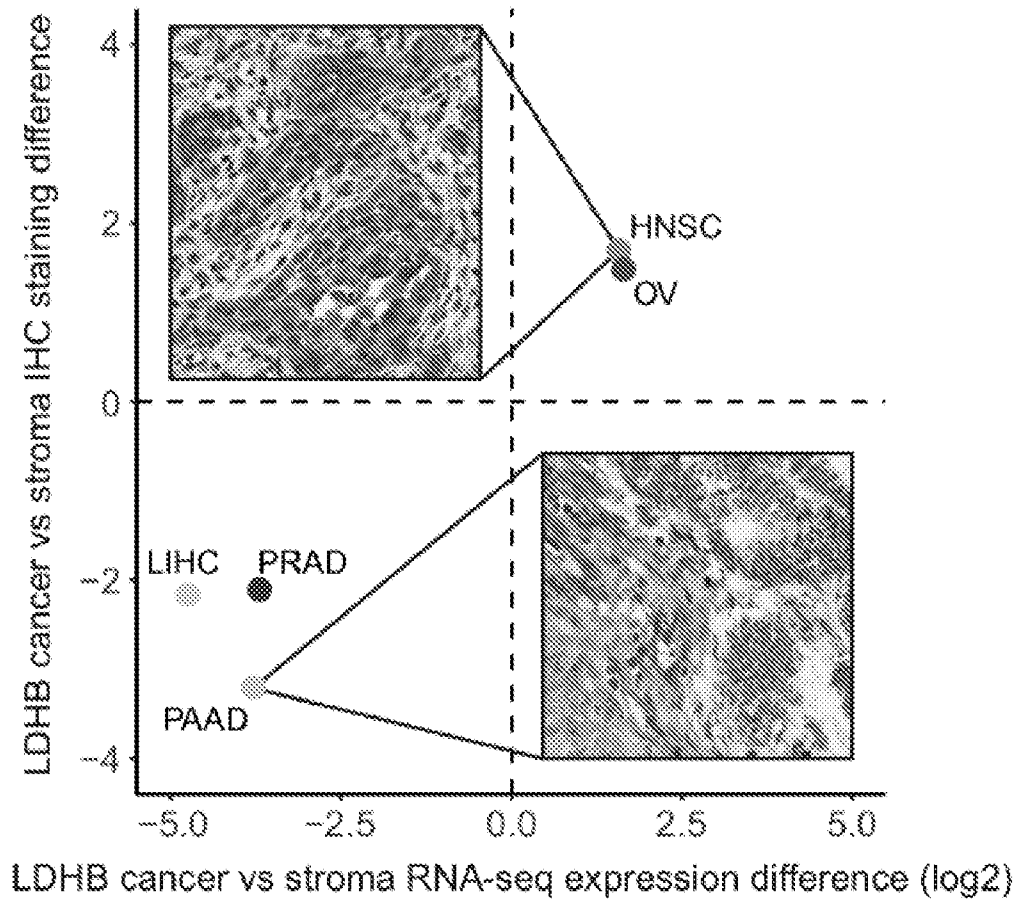 LDHB cancer vs stroma IHC staining difference
4
2
0
−2
−4
HNSC
OV
LIHC
PRAD
PAAD
−5.0
−2.5
0.0
2.5
5.0
LDHB cancer vs stroma RNA-seq expression difference (log2)